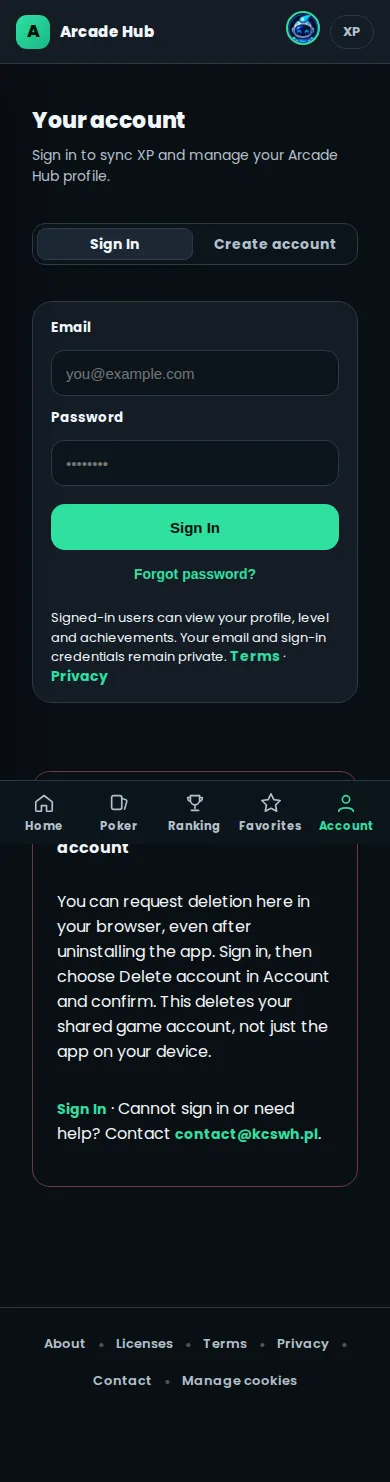 A Arcade Hub XP
Your account
Sign in to sync XP and manage your Arcade
Hub profile.
Sign In Create account
Email
you@example.com
Password
••••••••
Sign In
Forgot password?
Signed-in users can view your profile, level
and achievements. Your email and sign-in
credentials remain private. Terms ·
Privacy
Home Poker Ranking Favorites Account
account
You can request deletion here in
your browser, even after
uninstalling the app. Sign in, then
choose Delete account in Account
and confirm. This deletes your
shared game account, not just the
app on your device.
Sign In · Cannot sign in or need
help? Contact contact@kcswh.pl.
About • Licenses • Terms • Privacy •
Contact • Manage cookies